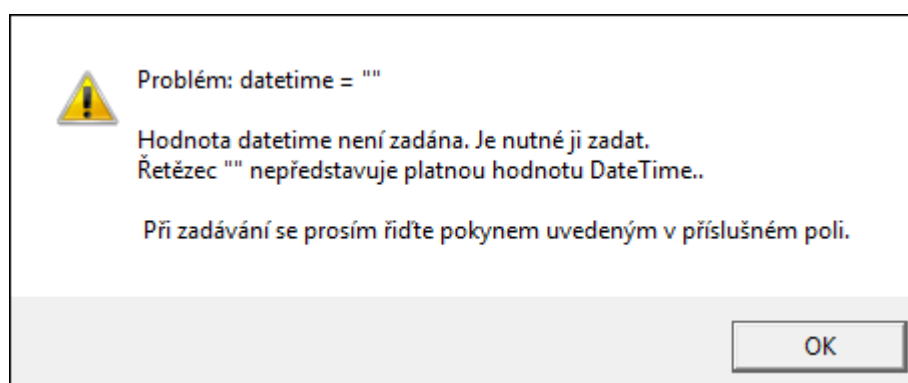 Problém: datetime = ""
Hodnota datetime není zadána. Je nutné ji zadat.
Řetězec "" nepředstavuje platnou hodnotu DateTime..
Při zadávání se prosím řiďte pokynem uvedeným v příslušném poli.
OK